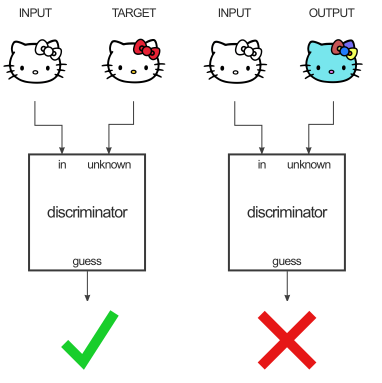 INPUT TARGET INPUT OUTPUT
in unknown in unknown
discriminator discriminator
guess guess